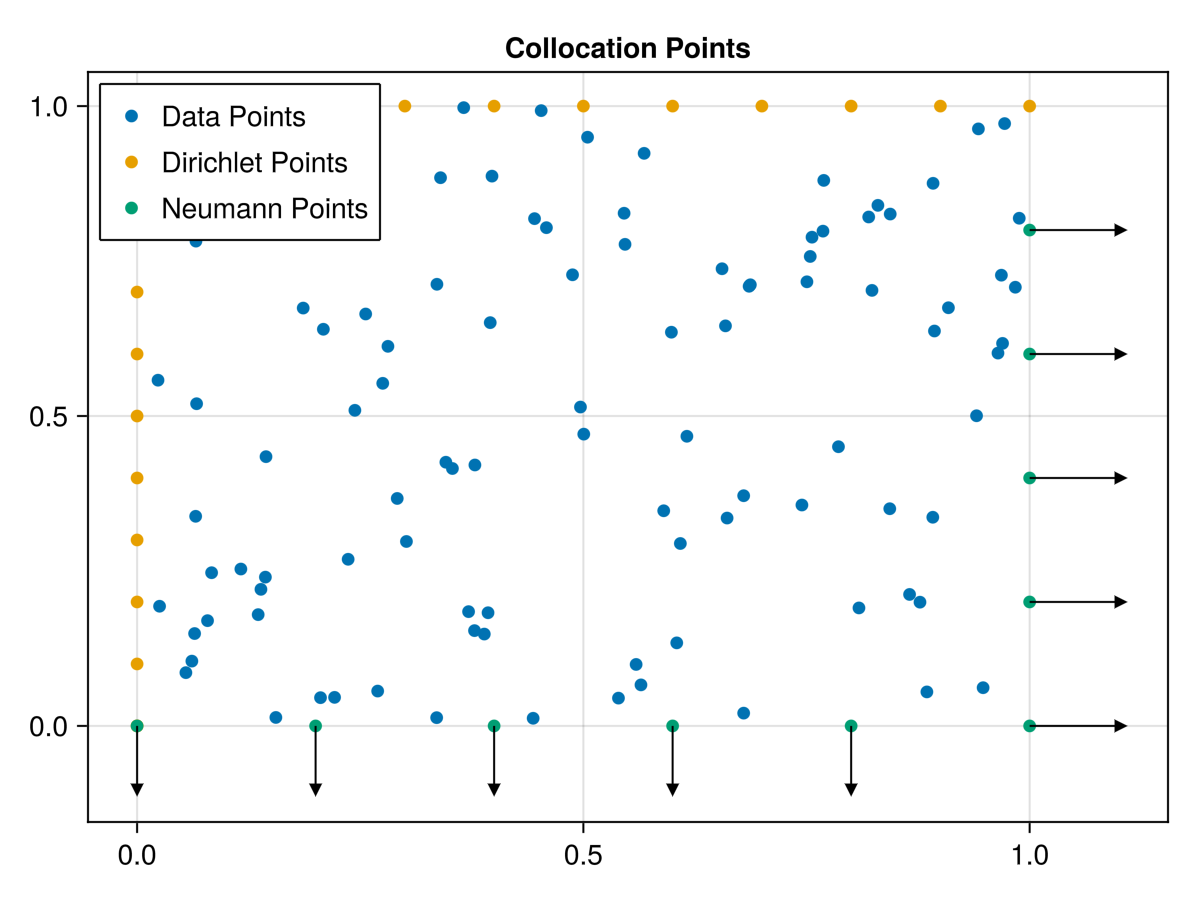 Collocation Points
1.0
Data Points
Dirichlet Points
Neumann Points
0.5
0.0
0.0 0.5 1.0